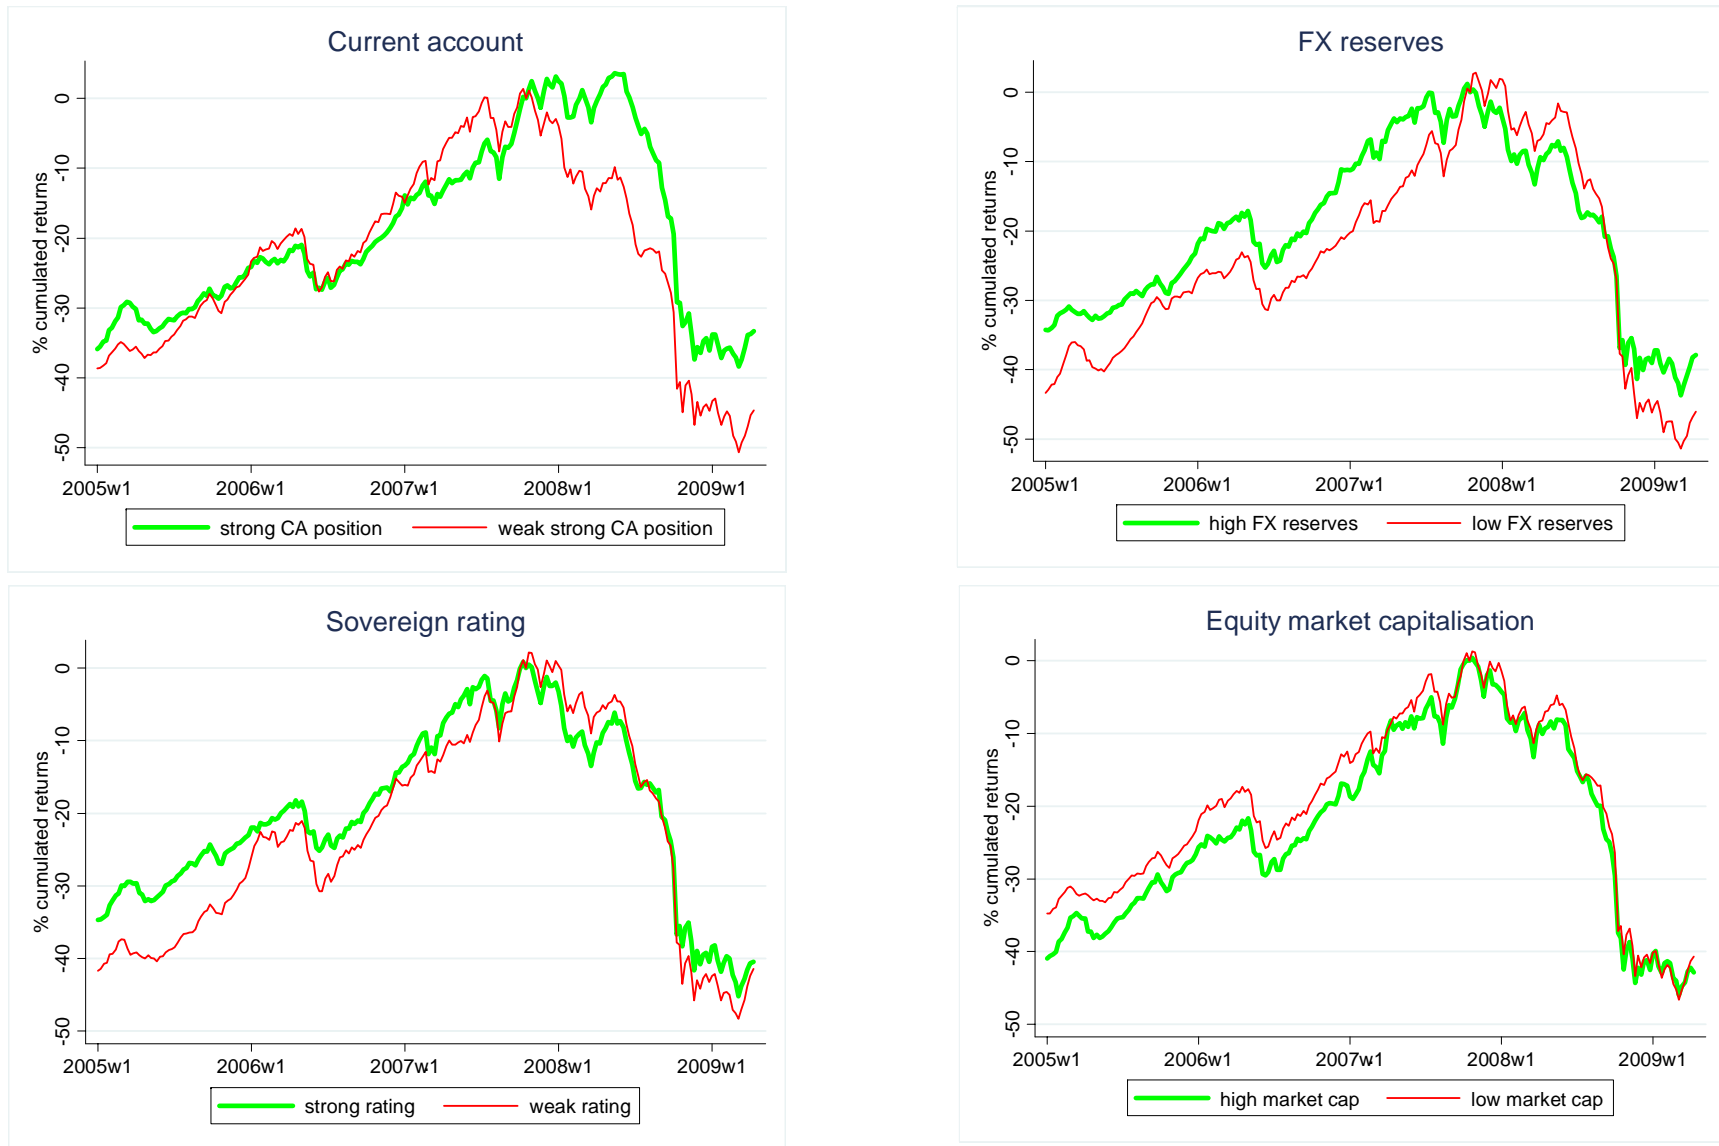 Current account
% cumulated returns
0
-10
-20
-30
-40
-50
2005w1 2006w1 2007w1 2008w1 2009w1
strong CA position weak strong CA position
FX reserves
% cumulated returns
0
-10
-20
-30
-40
-50
2005w1 2006w1 2007w1 2008w1 2009w1
high FX reserves low FX reserves
Sovereign rating
% cumulated returns
0
-10
-20
-30
-40
-50
2005w1 2006w1 2007w1 2008w1 2009w1
strong rating weak rating
Equity market capitalisation
% cumulated returns
0
-10
-20
-30
-40
-50
2005w1 2006w1 2007w1 2008w1 2009w1
high market cap low market cap